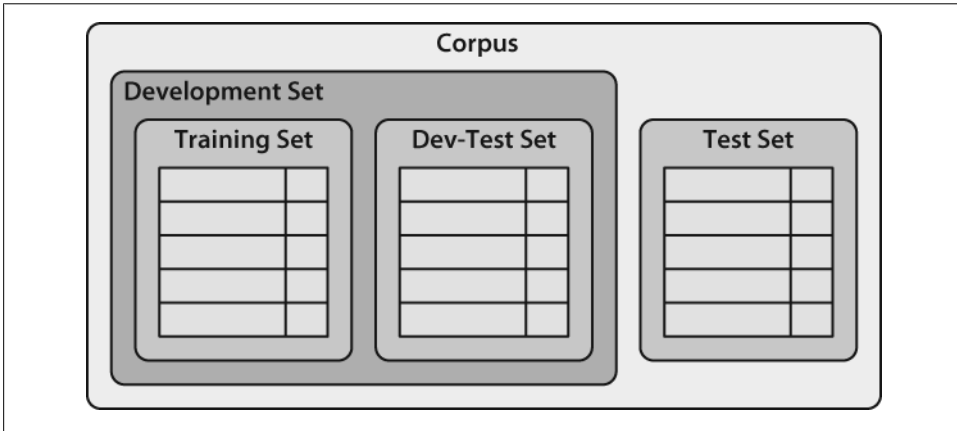 Corpus
Development Set
Training Set
Dev-Test Set
Test Set